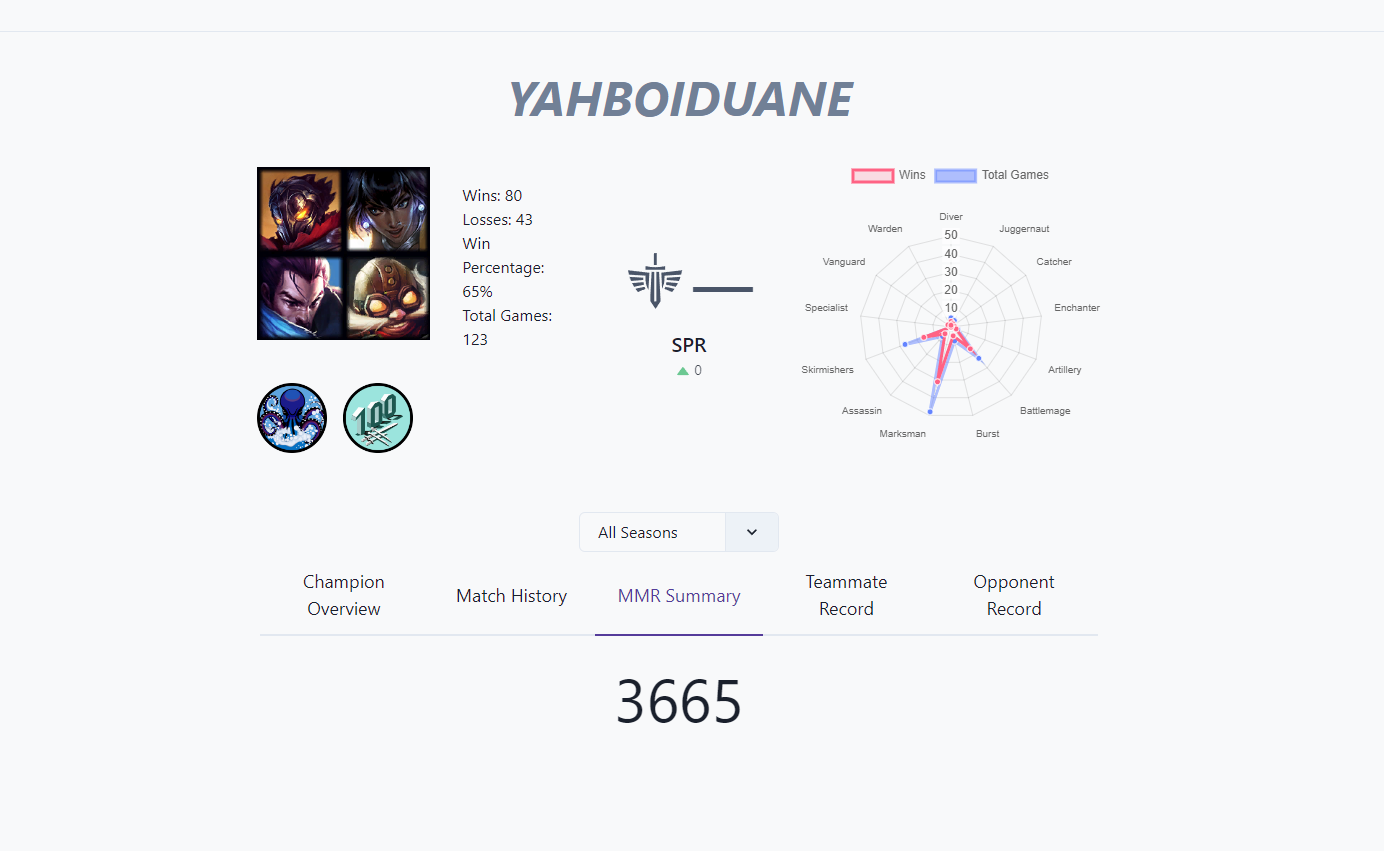 YAHBOIDUANE
Wins: 80
Losses: 43
Win
Percentage:
65%
Total Games:
123
SPR
0
Wins
Total Games
Diver
Juggernaut
Catcher
Enchanter
Artillery
Battlemage
Burst
Marksman
Assassin
Skirmishers
Specialist
Vanguard
Warden
50
40
30
20
10
100
All Seasons
Champion
Overview
Match History
MMR Summary
Teammate
Record
Opponent
Record
3665